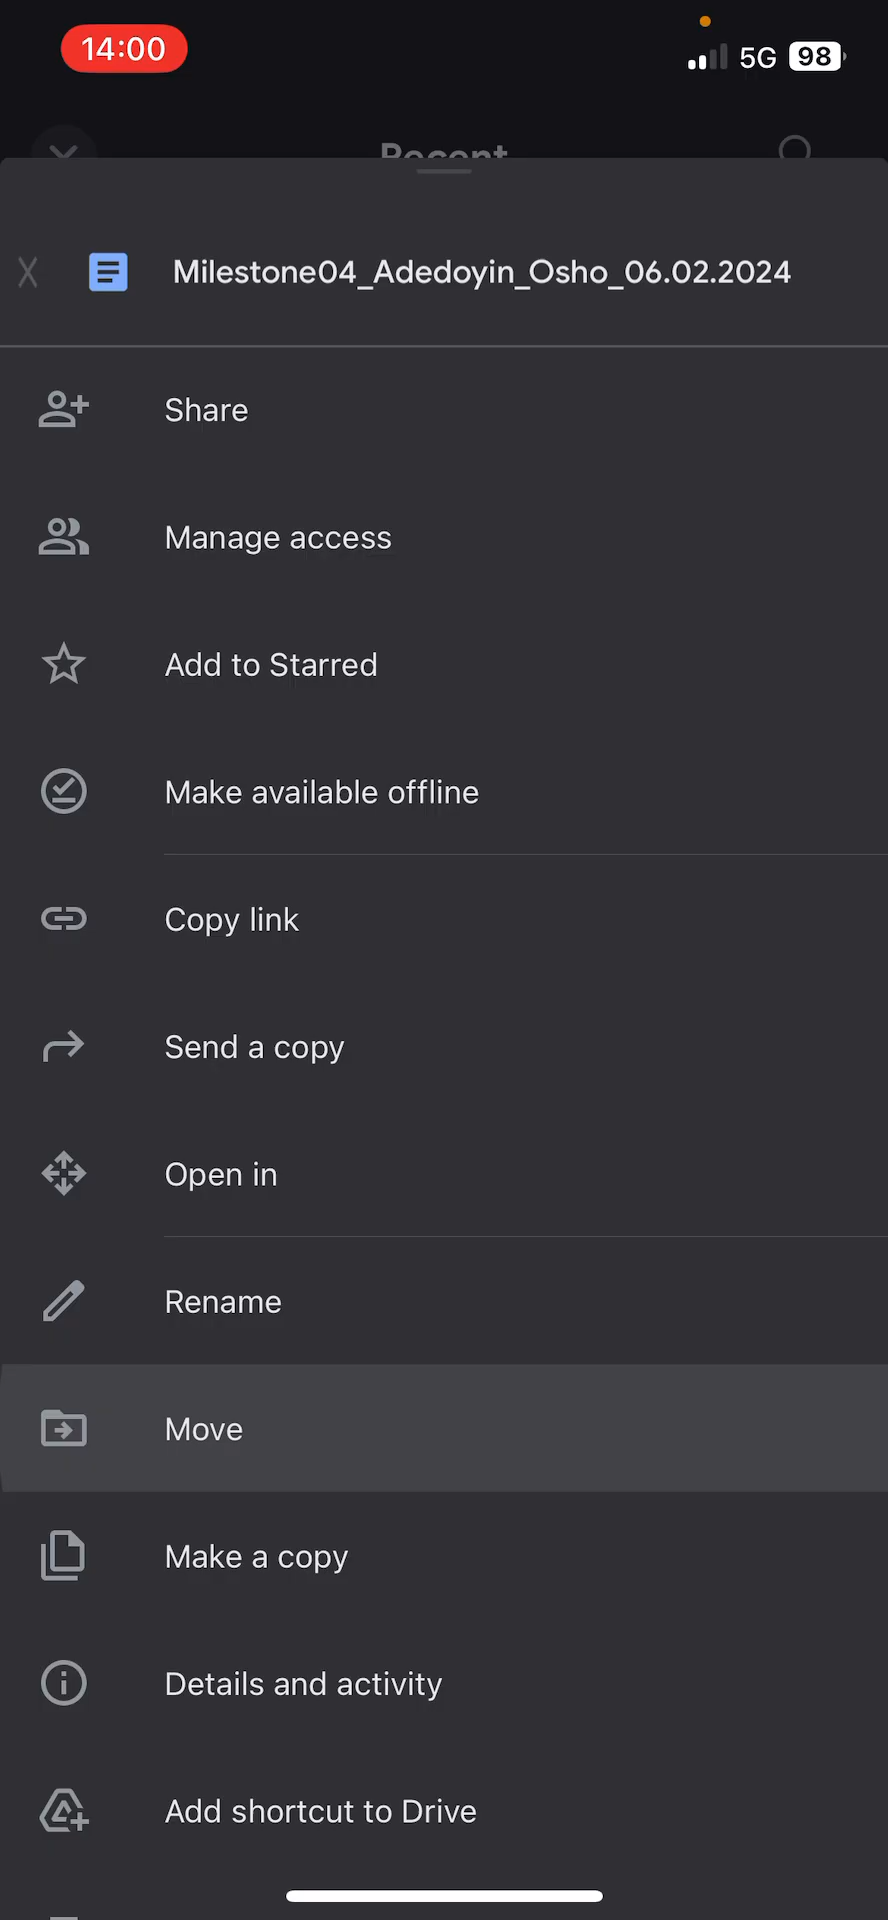 14:00
5G 98
Recent
Milestone04_Adedoyin_Osho_06.02.2024
Share
Manage access
Add to Starred
Make available offline
Copy link
Send a copy
Open in
Rename
Move
Make a copy
Details and activity
Add shortcut to Drive